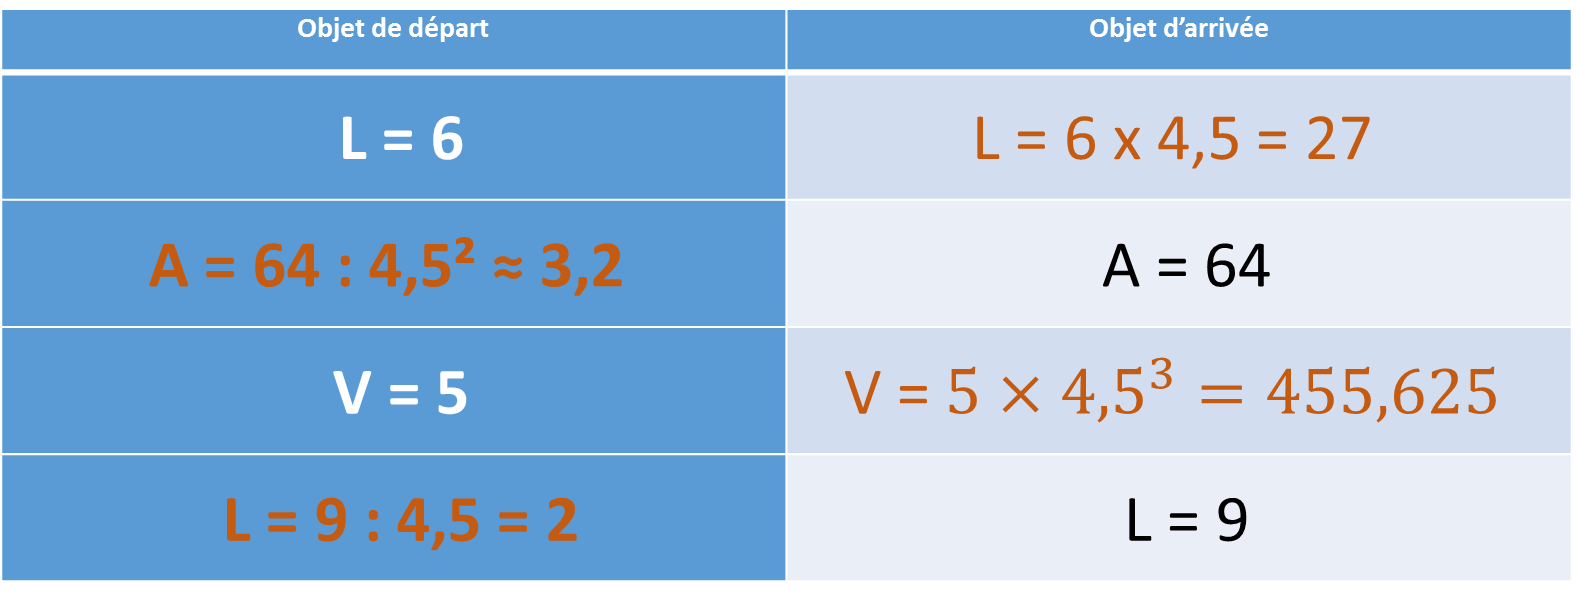 Objet de départ
Objet d’arrivée
L = 6
L = 6 x 4,5 = 27
A = 64 : 4,5² ≈ 3,2
A = 64
V = 5
V = 5 × 4,5³ = 455,625
L = 9 : 4,5 = 2
L = 9